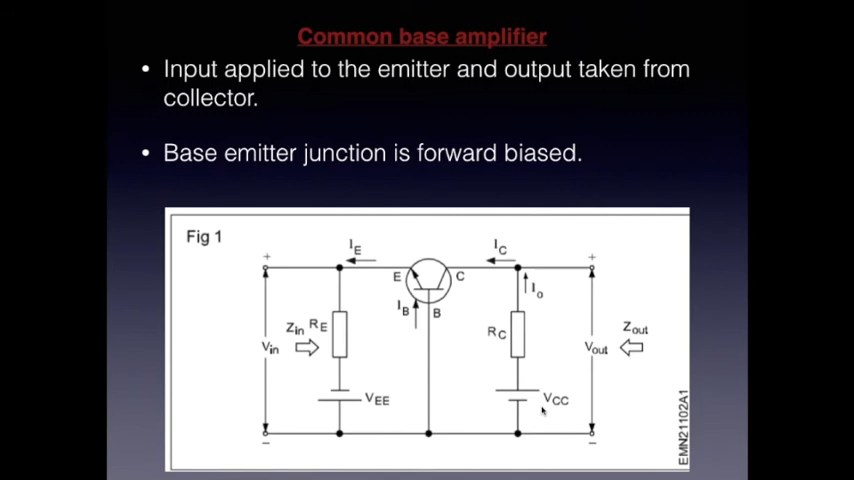 Common base amplifier
• Input applied to the emitter and output taken from
collector.
• Base emitter junction is forward biased.
Fig 1
+ IE IC +
E C
IB B Io
Zin RE RC Zout
Vin Vout
VEE VCC
− −
EMN21102A1